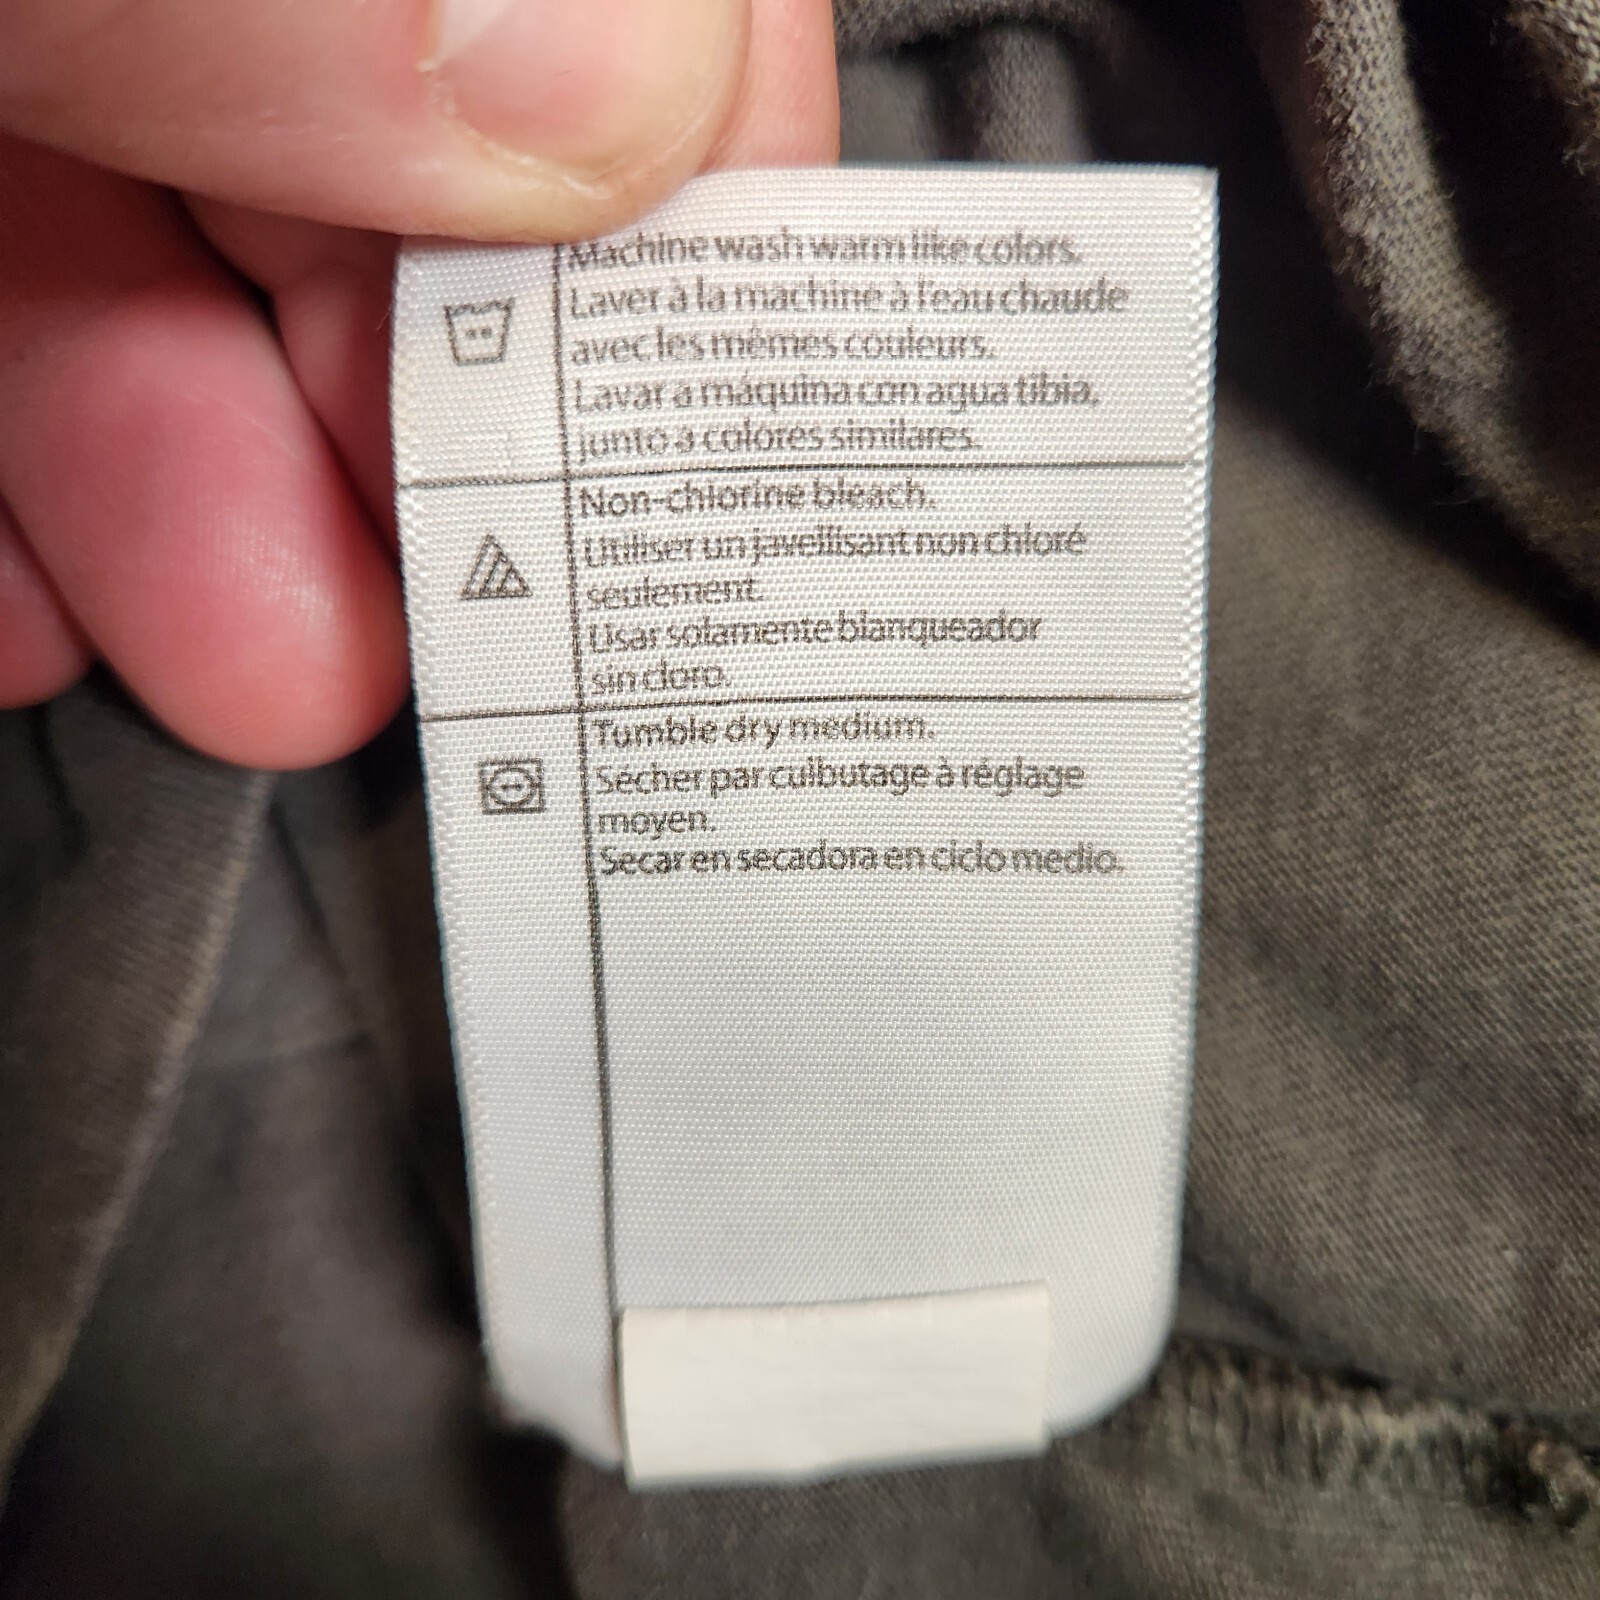 Machine wash warm like colors.
Laver à la machine à l'eau chaude
avec les mêmes couleurs.
Lavar a máquina con agua tibia,
junto a colores similares.
Non-chlorine bleach.
Utiliser un javellisant non chloré
seulement.
Usar solamente blanqueador
sin cloro.
Tumble dry medium.
Sécher par culbutage à réglage
moyen.
Secar en secadora en ciclo medio.